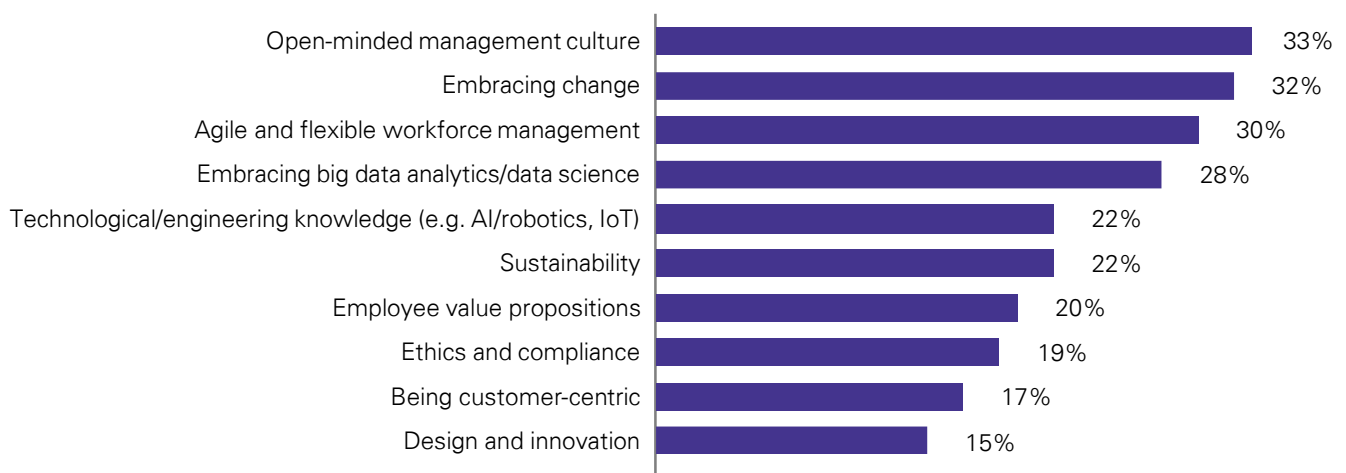 Open-minded management culture 33%
Embracing change 32%
Agile and flexible workforce management 30%
Embracing big data analytics/data science 28%
Technological/engineering knowledge (e.g. AI/robotics, IoT) 22%
Sustainability 22%
Employee value propositions 20%
Ethics and compliance 19%
Being customer-centric 17%
Design and innovation 15%